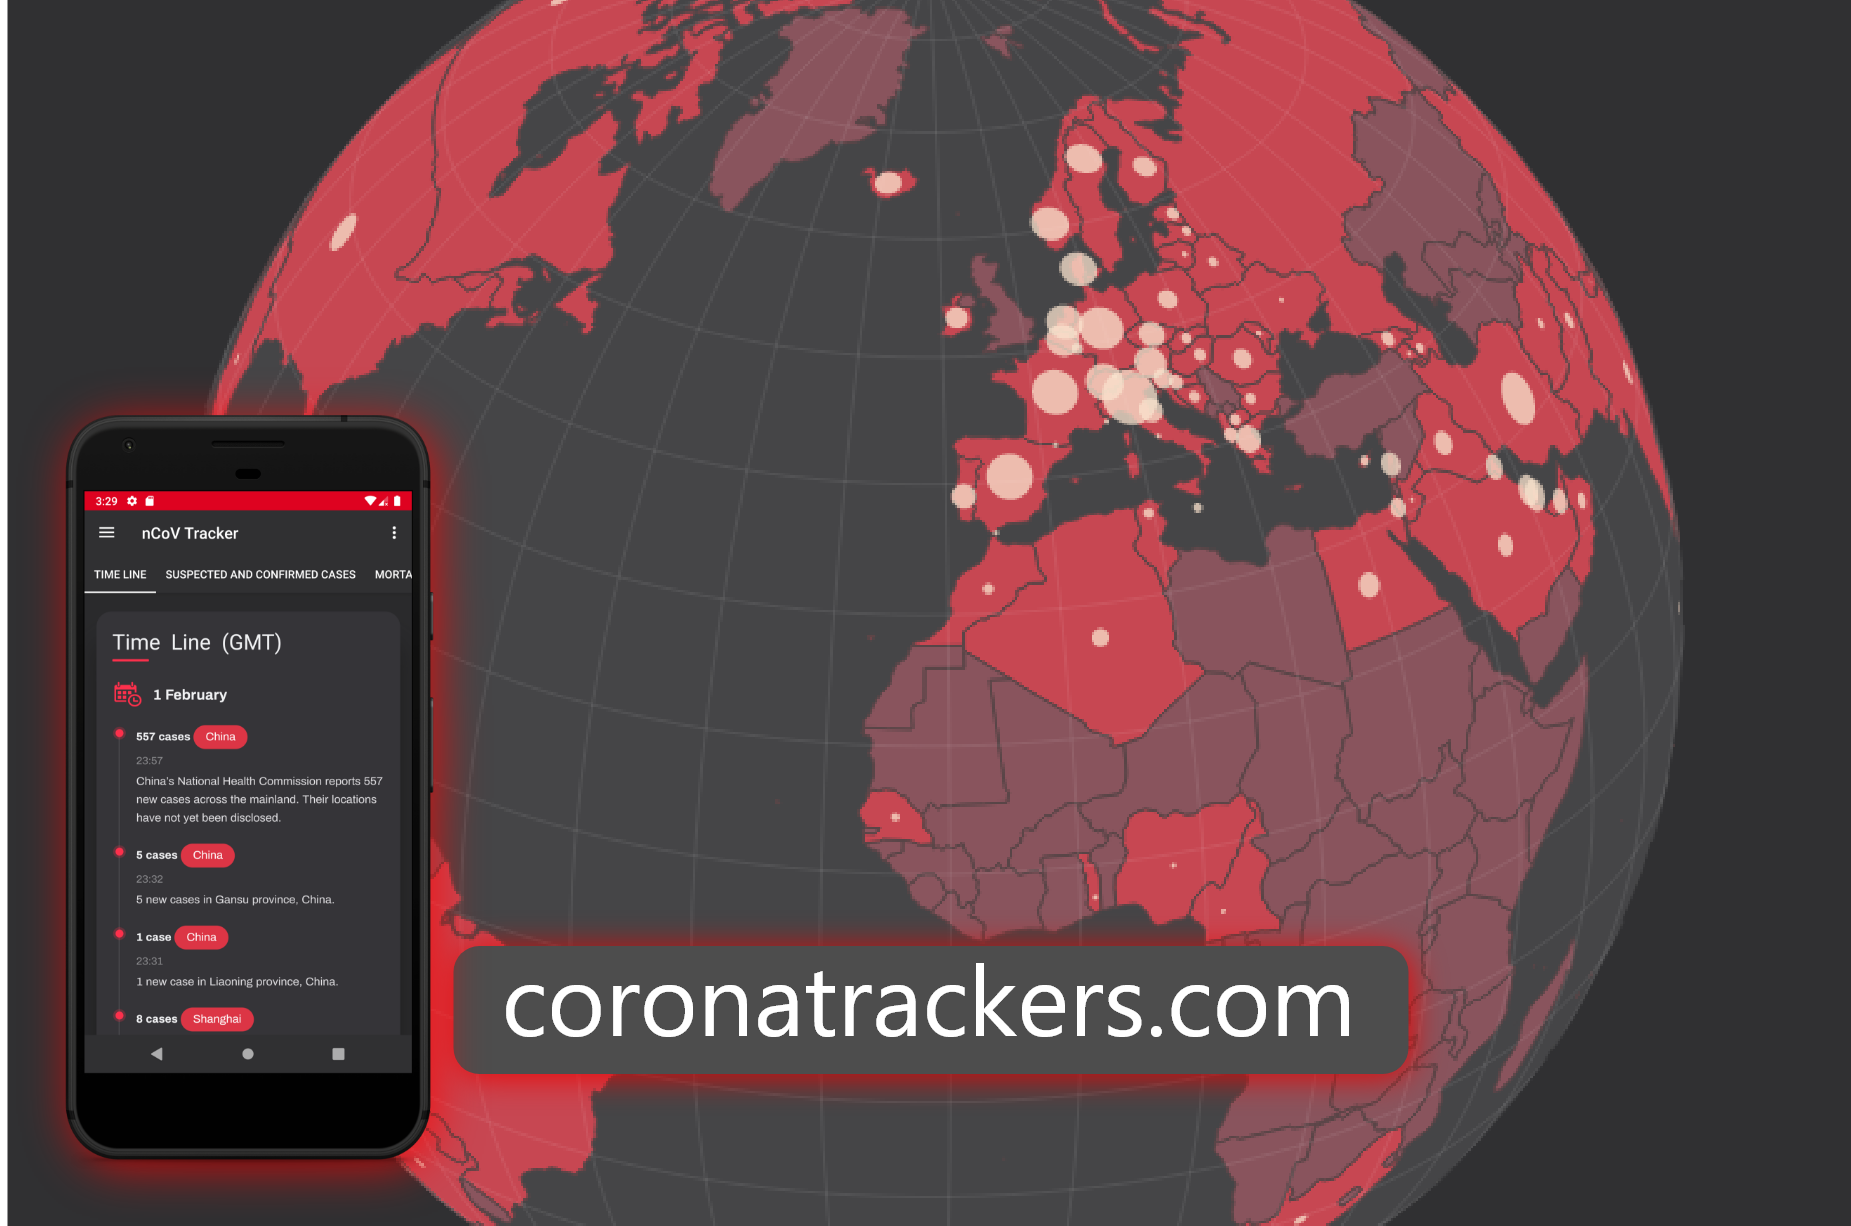 3:29
nCoV Tracker
TIME LINE SUSPECTED AND CONFIRMED CASES MORTA
Time Line (GMT)
1 February
557 cases China
23:57
China's National Health Commission reports 557
new cases across the mainland. Their locations
have not yet been disclosed.
5 cases China
23:32
5 new cases in Gansu province, China.
1 case China
23:31
1 new case in Liaoning province, China.
8 cases Shanghai
coronatrackers.com